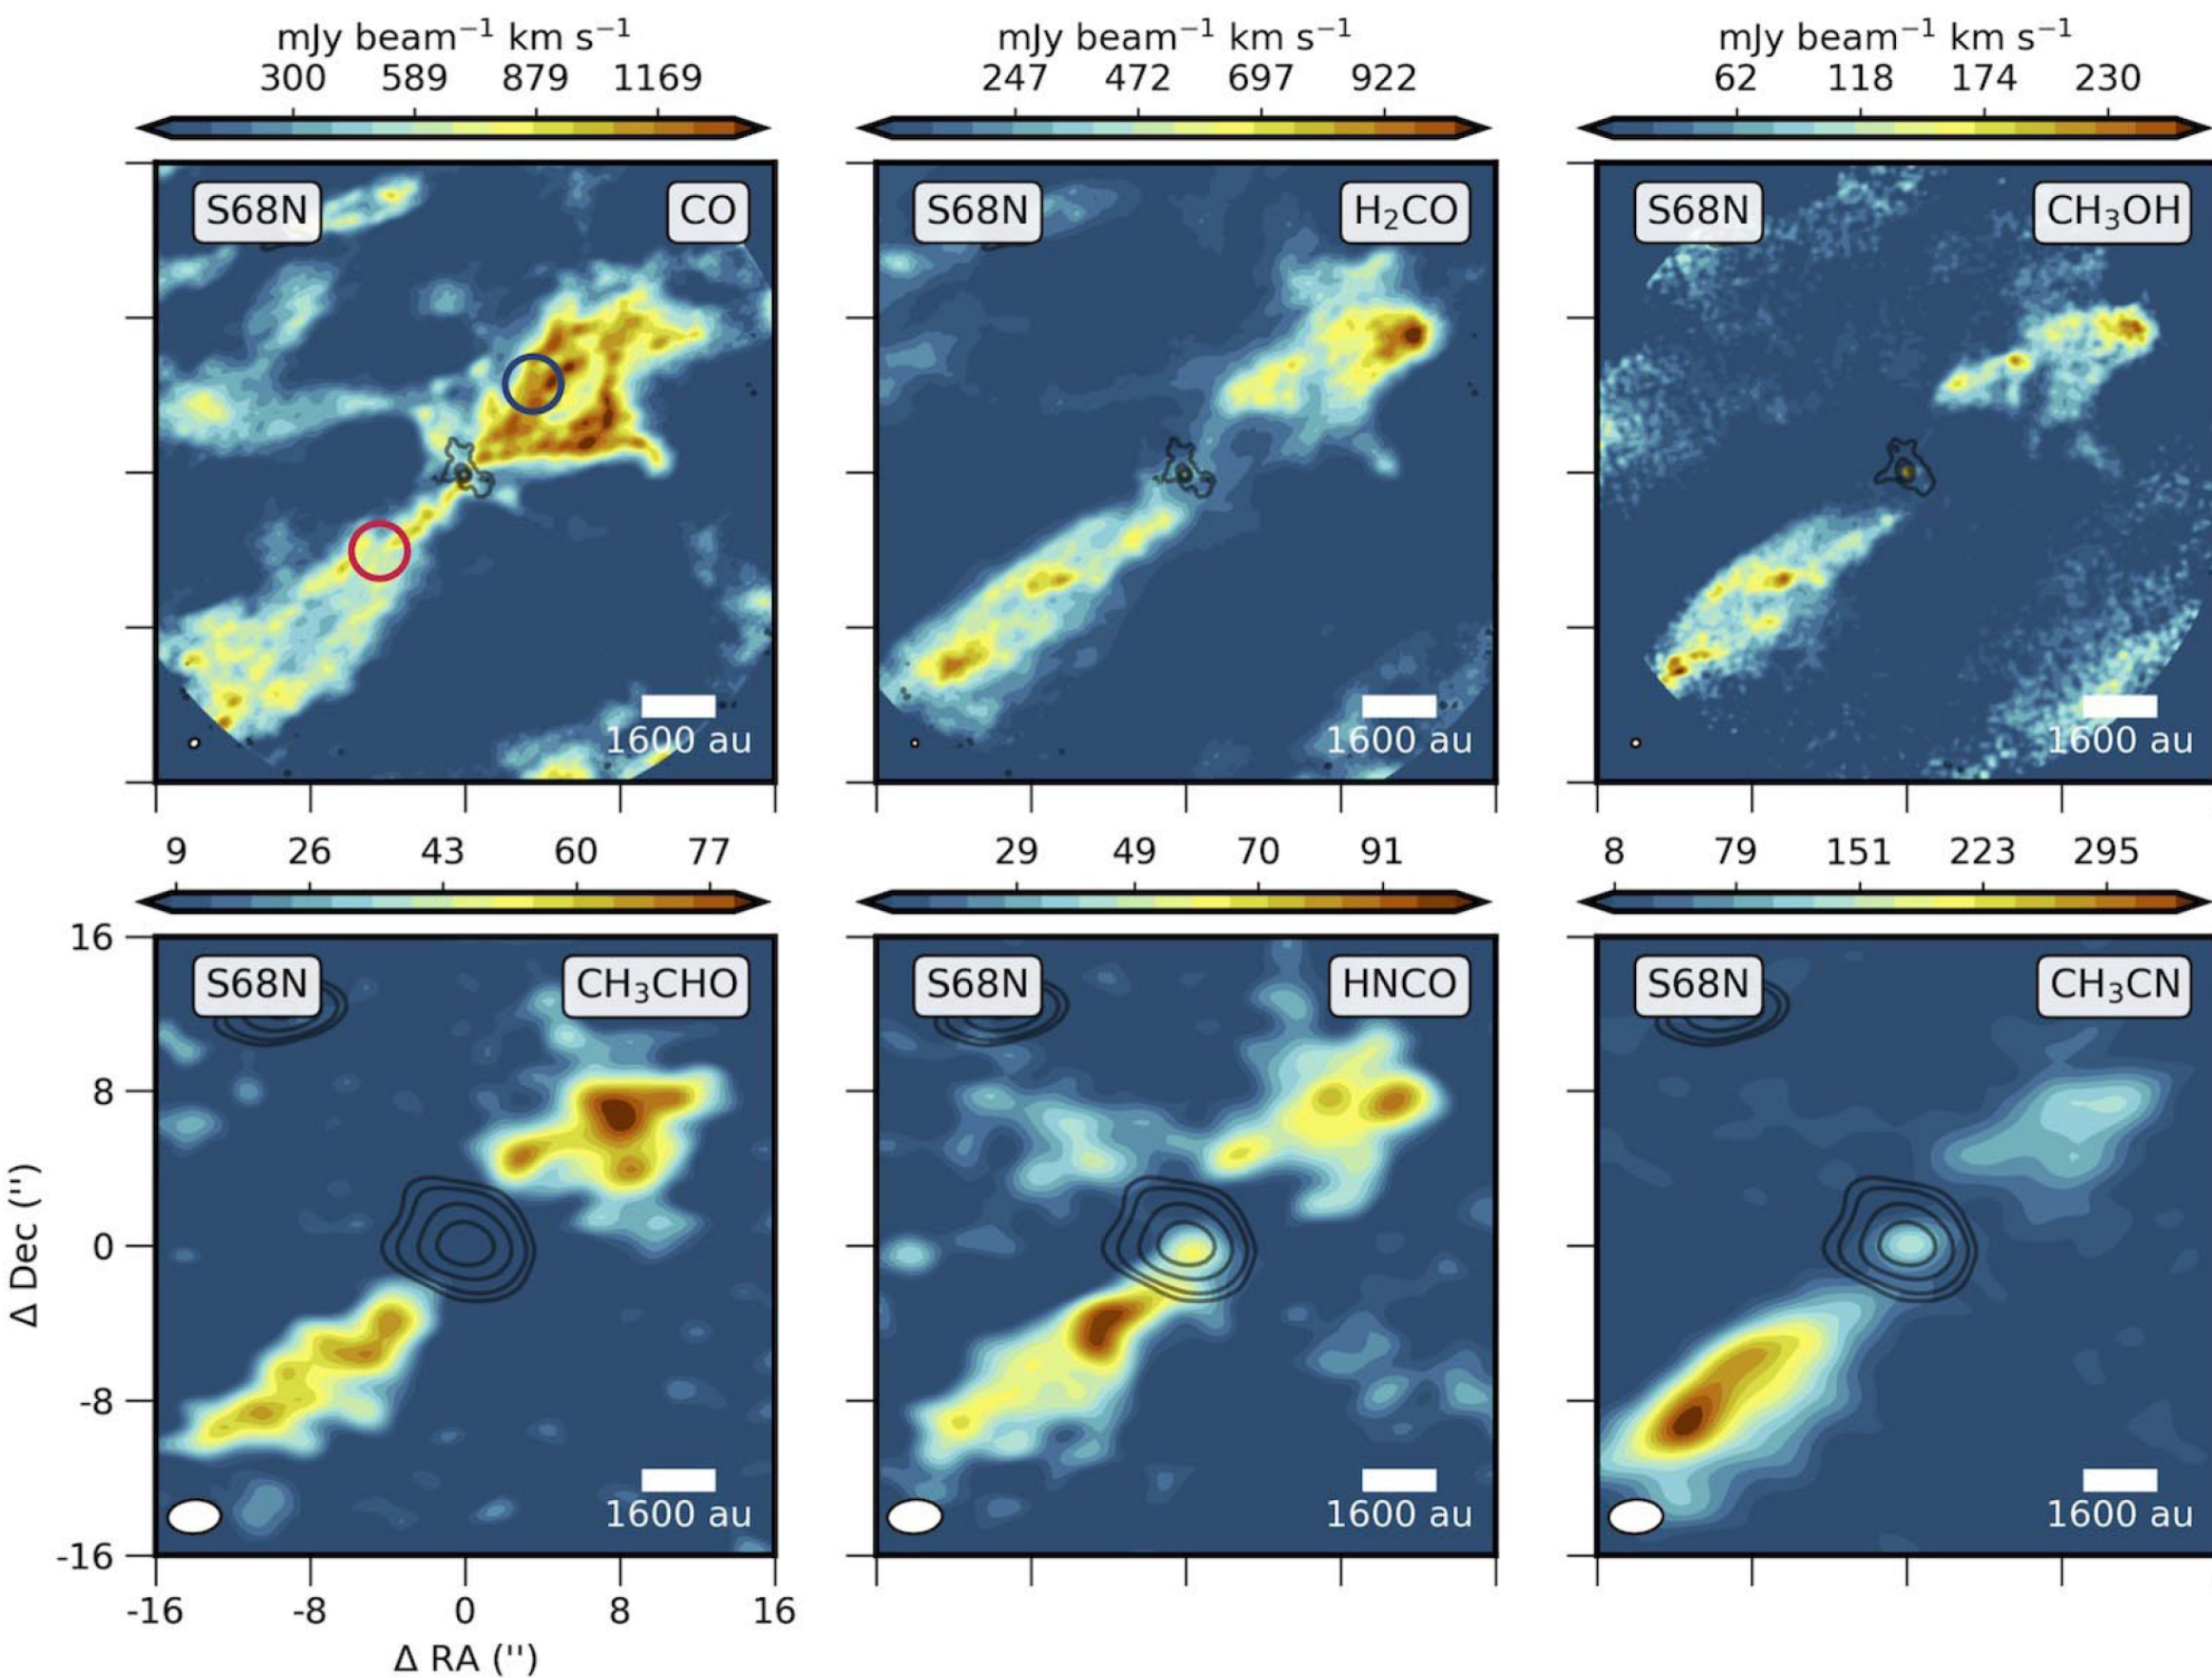 mJy beam⁻¹ km s⁻¹
300 589 879 1169
mJy beam⁻¹ km s⁻¹
247 472 697 922
mJy beam⁻¹ km s⁻¹
62 118 174 230
S68N CO
S68N H₂CO
S68N CH₃OH
1600 au
1600 au
1600 au
9 26 43 60 77
29 49 70 91
8 79 151 223 295
S68N CH₃CHO
S68N HNCO
S68N CH₃CN
16
8
0
-8
-16
Δ Dec ('')
1600 au
1600 au
1600 au
-16 -8 0 8 16
Δ RA ('')